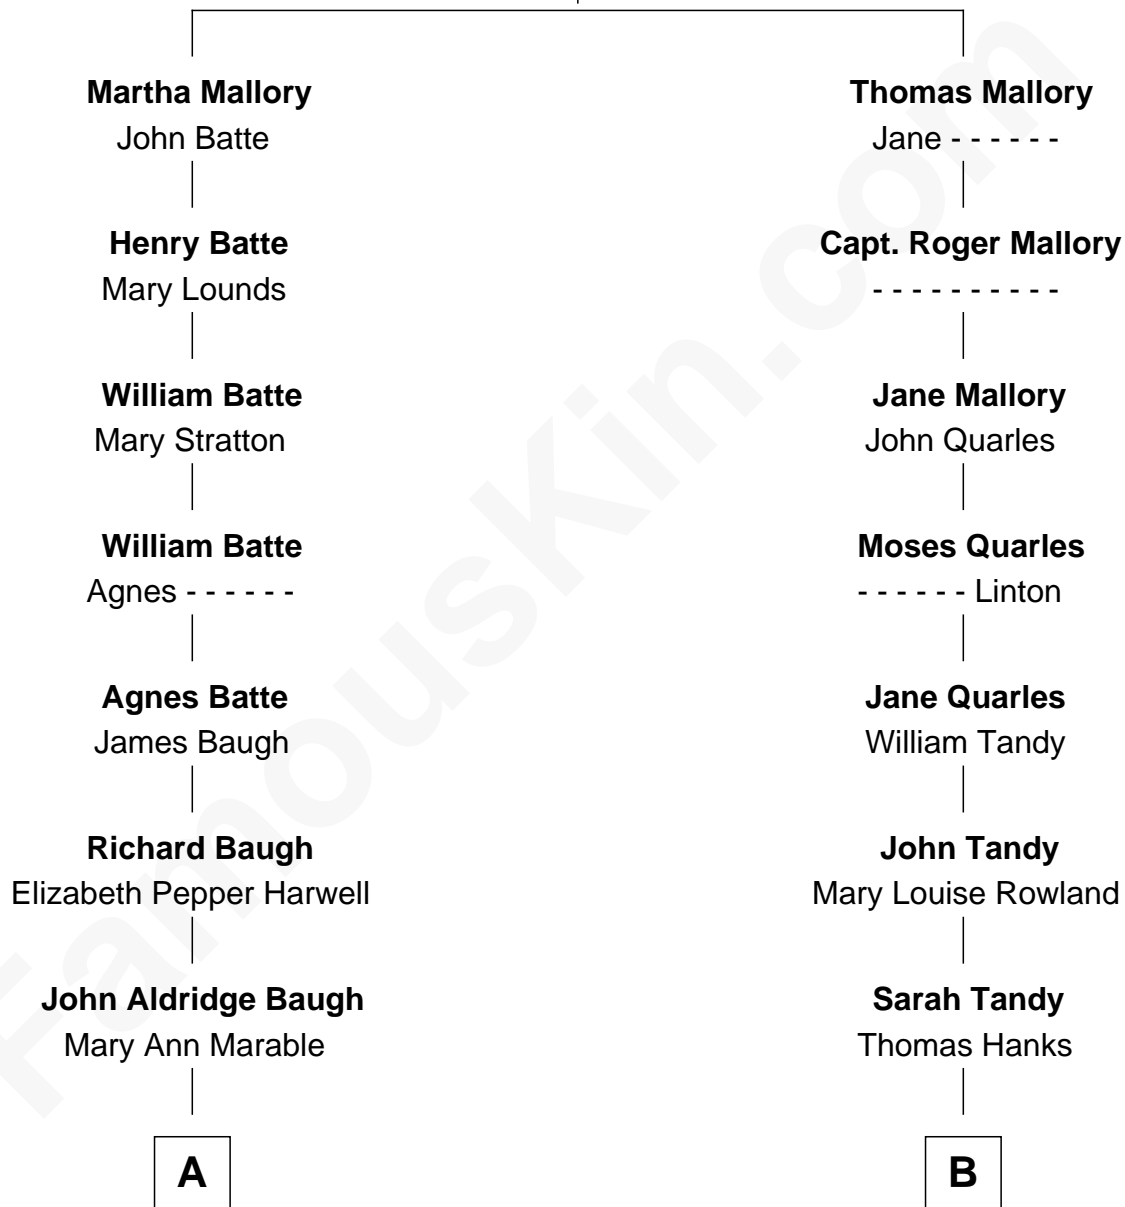 Martha Mallory
John Batte
Henry Batte
Mary Lounds
William Batte
Mary Stratton
William Batte
Agnes - - - - - -
Agnes Batte
James Baugh
Richard Baugh
Elizabeth Pepper Harwell
John Aldridge Baugh
Mary Ann Marable
A
Thomas Mallory
Jane - - - - - -
Capt. Roger Mallory
- - - - - - - - - -
Jane Mallory
John Quarles
Moses Quarles
- - - - - - Linton
Jane Quarles
William Tandy
John Tandy
Mary Louise Rowland
Sarah Tandy
Thomas Hanks
B
FamousKin.com